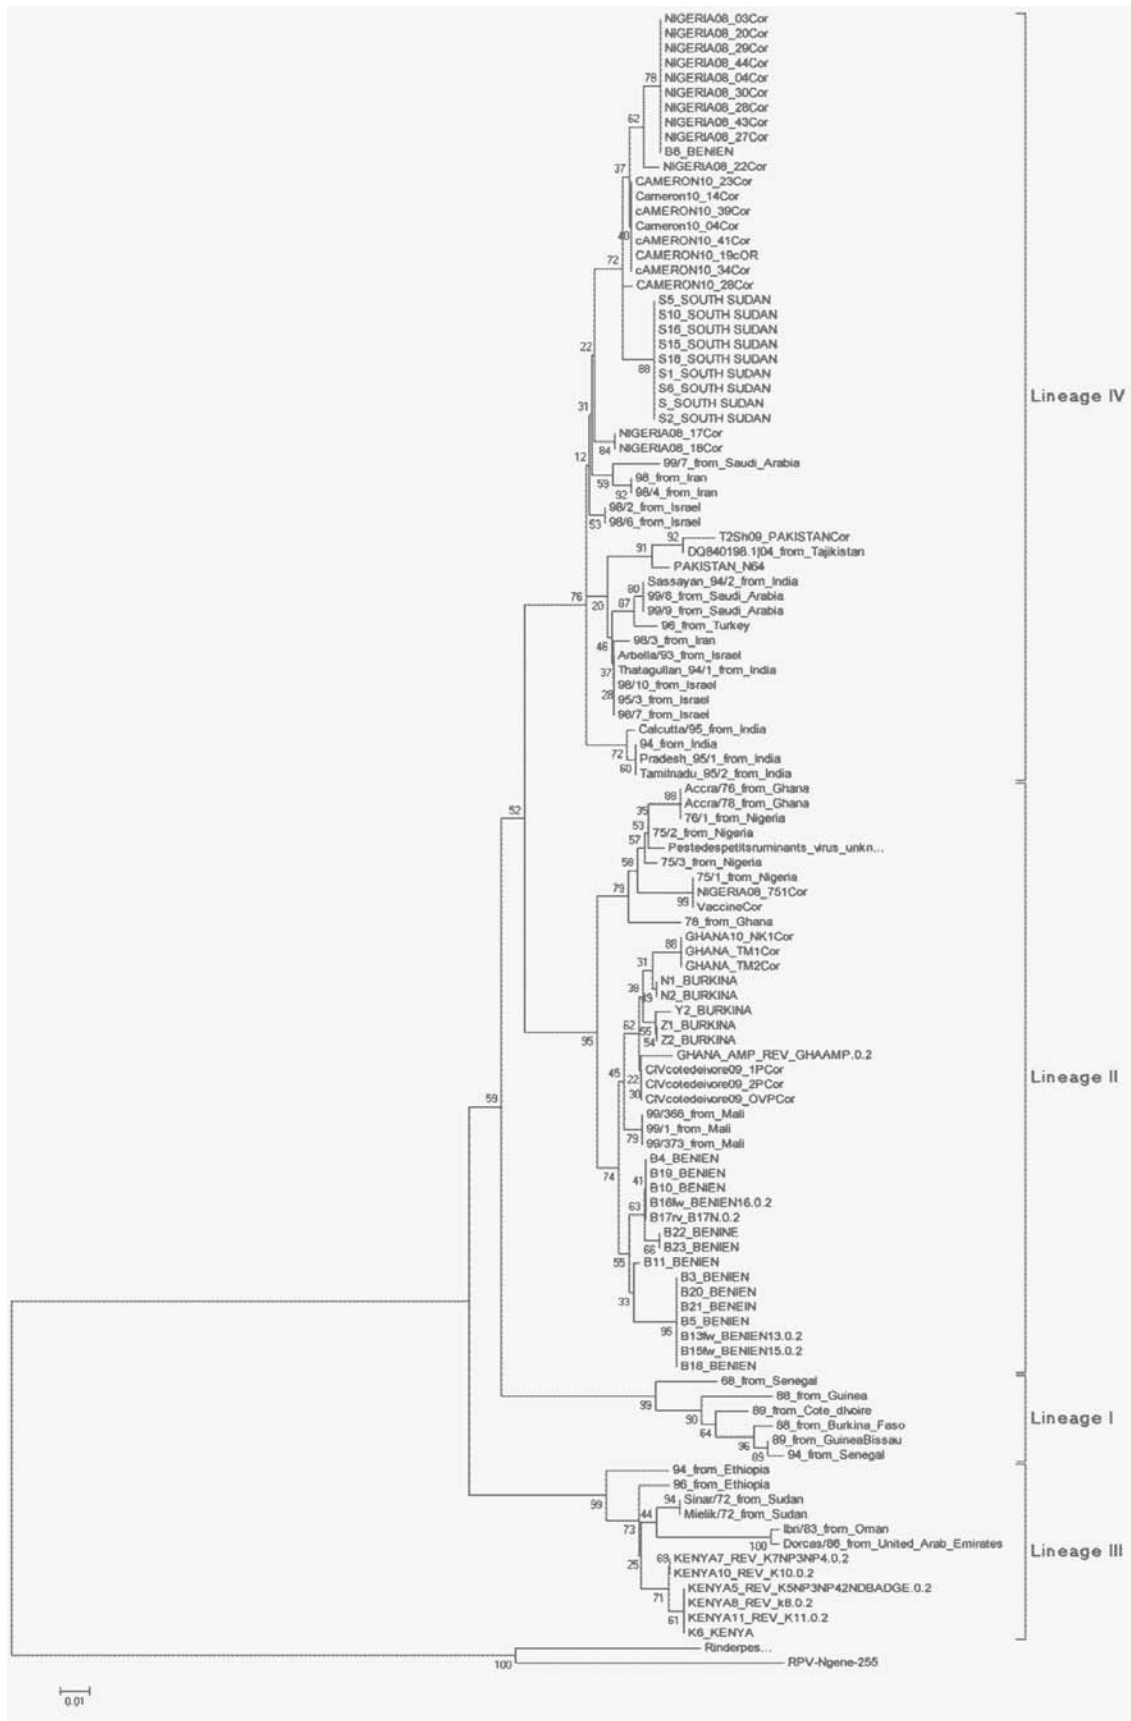 NIGERIA08_03Cor
NIGERIA08_20Cor
NIGERIA08_29Cor
NIGERIA08_44Cor
78 NIGERIA08_04Cor
NIGERIA08_30Cor
NIGERIA08_28Cor
62 NIGERIA08_43Cor
NIGERIA08_27Cor
B8_BENIEN
37 NIGERIA08_22Cor
CAMERON10_23Cor
Cameron10_14Cor
cAMERON10_39Cor
Cameron10_04Cor
48 cAMERON10_41Cor
72 CAMERON10_19cOR
cAMERON10_34Cor
CAMERON10_28Cor
S5_SOUTH SUDAN
S10_SOUTH SUDAN
S16_SOUTH SUDAN
S15_SOUTH SUDAN
22 S18_SOUTH SUDAN
88 S1_SOUTH SUDAN
S6_SOUTH SUDAN
Lineage IV
31 S_SOUTH SUDAN
S2_SOUTH SUDAN
NIGERIA08_17Cor
84 NIGERIA08_18Cor
12 99/7_from_Saudi_Arabia
59 98_from_Iran
92 98/4_from_Iran
98/2_from_Israel
53 98/6_from_Israel
92 T2Sh09_PAKISTANCor
91 DQ840198.1|04_from_Tajikistan
PAKISTAN_N64
80 Sassayan_94/2_from_India
76 99/8_from_Saudi_Arabia
20 87 99/9_from_Saudi_Arabia
96_from_Turkey
46 98/3_from_Iran
Arbella/93_from_Israel
37 Thatagullan_94/1_from_India
98/10_from_Israel
28 95/3_from_Israel
98/7_from_Israel
Calcutta/95_from_India
72 94_from_India
60 Pradesh_95/1_from_India
Tamilnadu_95/2_from_India
88 Accra/76_from_Ghana
52 35 Accra/78_from_Ghana
76/1_from_Nigeria
53 75/2_from_Nigeria
57 Pestedespetitsruminants_virus_unkn...
58 75/3_from_Nigeria
75/1_from_Nigeria
79 NIGERIA08_751Cor
99 VaccineCor
78_from_Ghana
GHANA10_NK1Cor
88 GHANA_TM1Cor
31 GHANA_TM2Cor
N1_BURKINA
39 49 N2_BURKINA
Y2_BURKINA
62 55 Z1_BURKINA
95 54 Z2_BURKINA
GHANA_AMP_REV_GHAAMP.0.2
45 CIVcotedeivore09_1PCor
22 CIVcotedeivore09_2PCor
Lineage II
30 CIVcotedeivore09_OVPCor
59 99/366_from_Mali
99/1_from_Mali
79 99/373_from_Mali
B4_BENIEN
74 B19_BENIEN
41 B10_BENIEN
B16fw_BENIEN16.0.2
63 B17rv_B17N.0.2
B22_BENINE
66 B23_BENIEN
55 B11_BENIEN
B3_BENIEN
33 B20_BENIEN
B21_BENEIN
B5_BENIEN
95 B13fw_BENIEN13.0.2
B15fw_BENIEN15.0.2
B18_BENIEN
68_from_Senegal
99 88_from_Guinea
90 89_from_Cote_dIvoire
Lineage I
64 88_from_Burkina_Faso
96 89_from_GuineaBissau
89 94_from_Senegal
94_from_Ethiopia
96_from_Ethiopia
99 94 Sinar/72_from_Sudan
44 Mielik/72_from_Sudan
73 Ibri/83_from_Oman
100 Dorcas/86_from_United_Arab_Emirates
Lineage III
69 KENYA7_REV_K7NP3NP4.0.2
25 KENYA10_REV_K10.0.2
KENYA5_REV_K5NP3NP42NDBADGE.0.2
71 KENYA8_REV_k8.0.2
61 KENYA11_REV_K11.0.2
K6_KENYA
Rinderpes...
100 RPV-Ngene-255
0.01